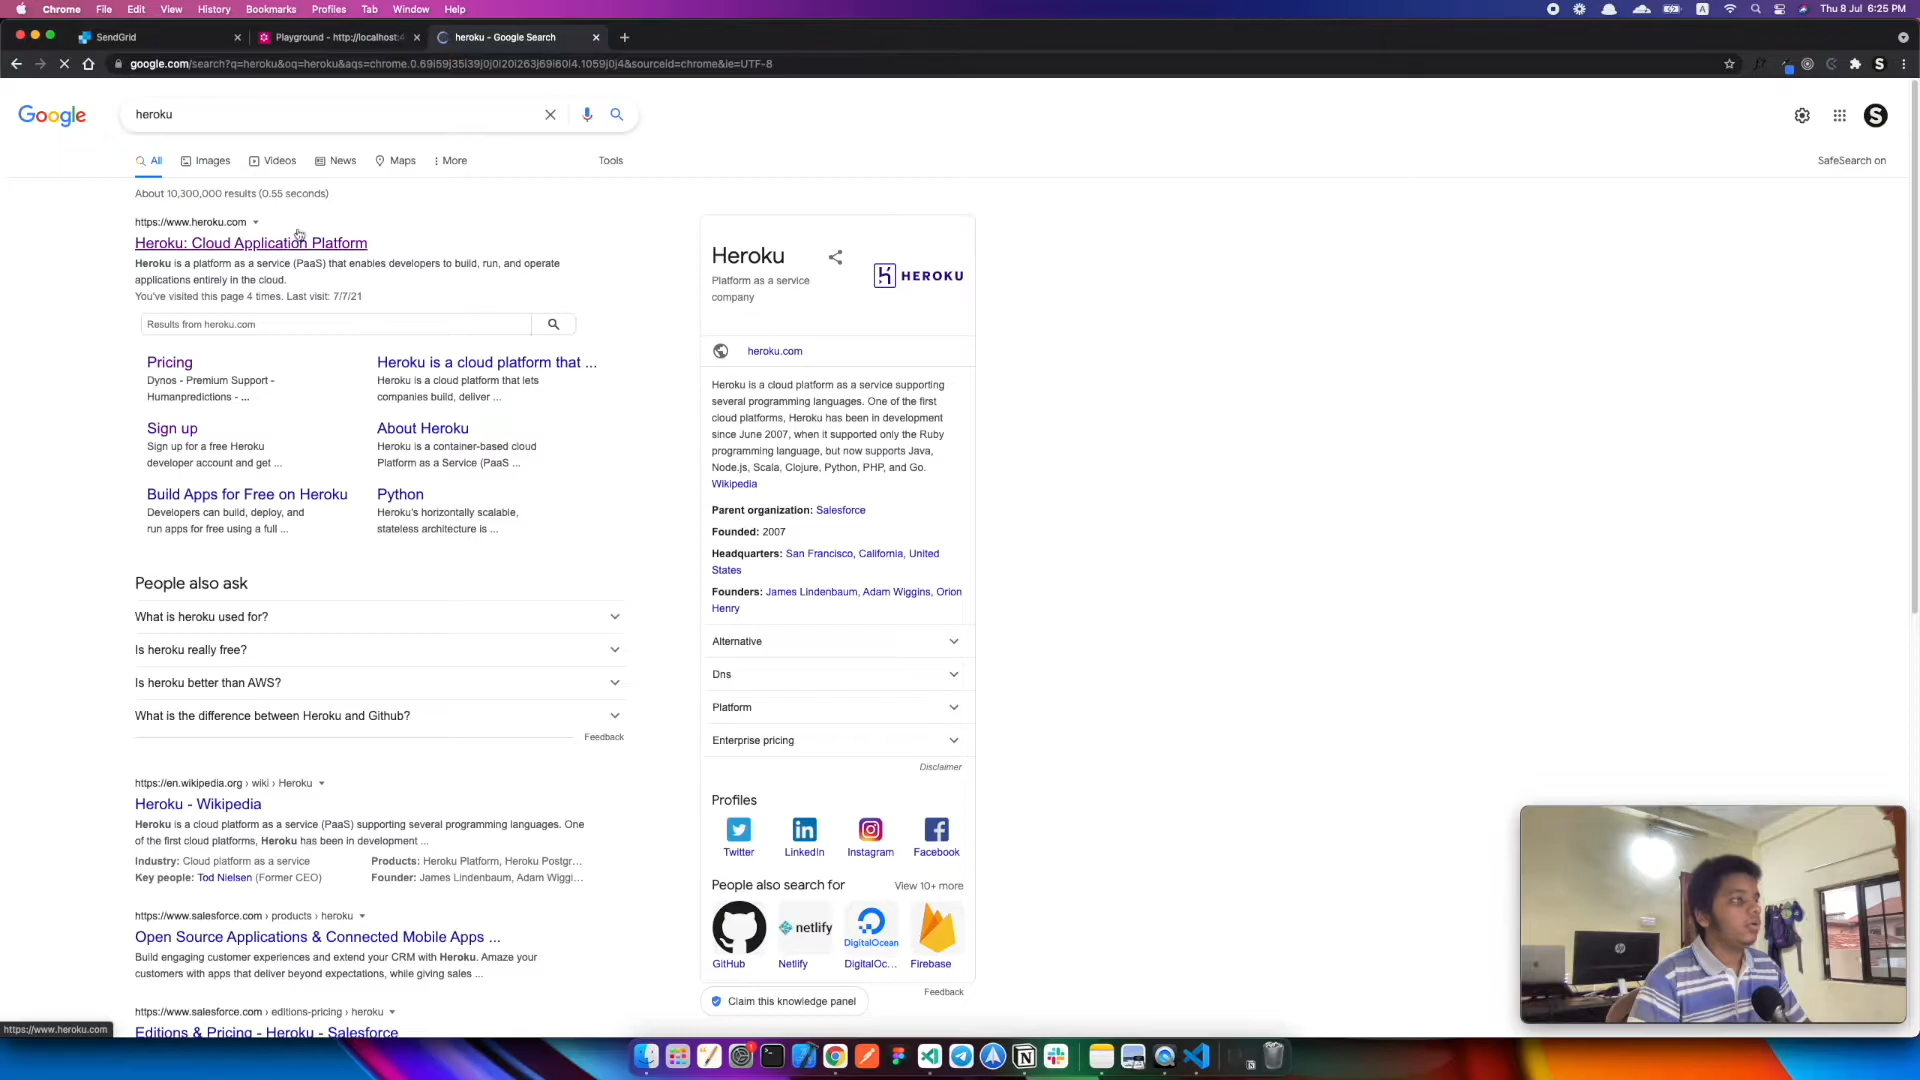 Chrome File Edit View History Bookmarks Profiles Tab Window Help
A Thu 8 Jul 6:25 PM
SendGrid
Playground - http://localhost:4
heroku - Google Search
google.com/search?q=heroku&oq=heroku&aqs=chrome.0.69i59j35i39j0j0l20l263j69i60l4.1059j0j4&sourceid=chrome&ie=UTF-8
S
Google
heroku
S
All Images Videos News Maps More Tools
SafeSearch on
About 10,300,000 results (0.55 seconds)
https://www.heroku.com
Heroku: Cloud Application Platform
Heroku is a platform as a service (PaaS) that enables developers to build, run, and operate
applications entirely in the cloud.
You've visited this page 4 times. Last visit: 7/7/21
Results from heroku.com
Pricing
Dynos - Premium Support -
Humanpredictions - ...
Heroku is a cloud platform that ...
Heroku is a cloud platform that lets
companies build, deliver ...
Sign up
Sign up for a free Heroku
developer account and get ...
About Heroku
Heroku is a container-based cloud
Platform as a Service (PaaS ...
Build Apps for Free on Heroku
Developers can build, deploy, and
run apps for free using a full ...
Python
Heroku's horizontally scalable,
stateless architecture is ...
People also ask
What is heroku used for?
Is heroku really free?
Is heroku better than AWS?
What is the difference between Heroku and Github?
Feedback
https://en.wikipedia.org › wiki › Heroku
Heroku - Wikipedia
Heroku is a cloud platform as a service (PaaS) supporting several programming languages. One
of the first cloud platforms, Heroku has been in development ...
Industry: Cloud platform as a service
Products: Heroku Platform, Heroku Postgr...
Key people: Tod Nielsen (Former CEO)
Founder: James Lindenbaum, Adam Wiggi...
https://www.salesforce.com › products › heroku
Open Source Applications & Connected Mobile Apps ...
Build engaging customer experiences and extend your CRM with Heroku. Amaze your
customers with apps that deliver beyond expectations, while giving sales ...
https://www.salesforce.com › editions-pricing › heroku
Editions & Pricing - Heroku - Salesforce
https://www.heroku.com
Heroku
Platform as a service
company
HEROKU
heroku.com
Heroku is a cloud platform as a service supporting
several programming languages. One of the first
cloud platforms, Heroku has been in development
since June 2007, when it supported only the Ruby
programming language, but now supports Java,
Node.js, Scala, Clojure, Python, PHP, and Go.
Wikipedia
Parent organization: Salesforce
Founded: 2007
Headquarters: San Francisco, California, United
States
Founders: James Lindenbaum, Adam Wiggins, Orion
Henry
Alternative
Dns
Platform
Enterprise pricing
Disclaimer
Profiles
Twitter LinkedIn Instagram Facebook
People also search for View 10+ more
netlify
DigitalOcean
GitHub Netlify DigitalOc... Firebase
Feedback
Claim this knowledge panel